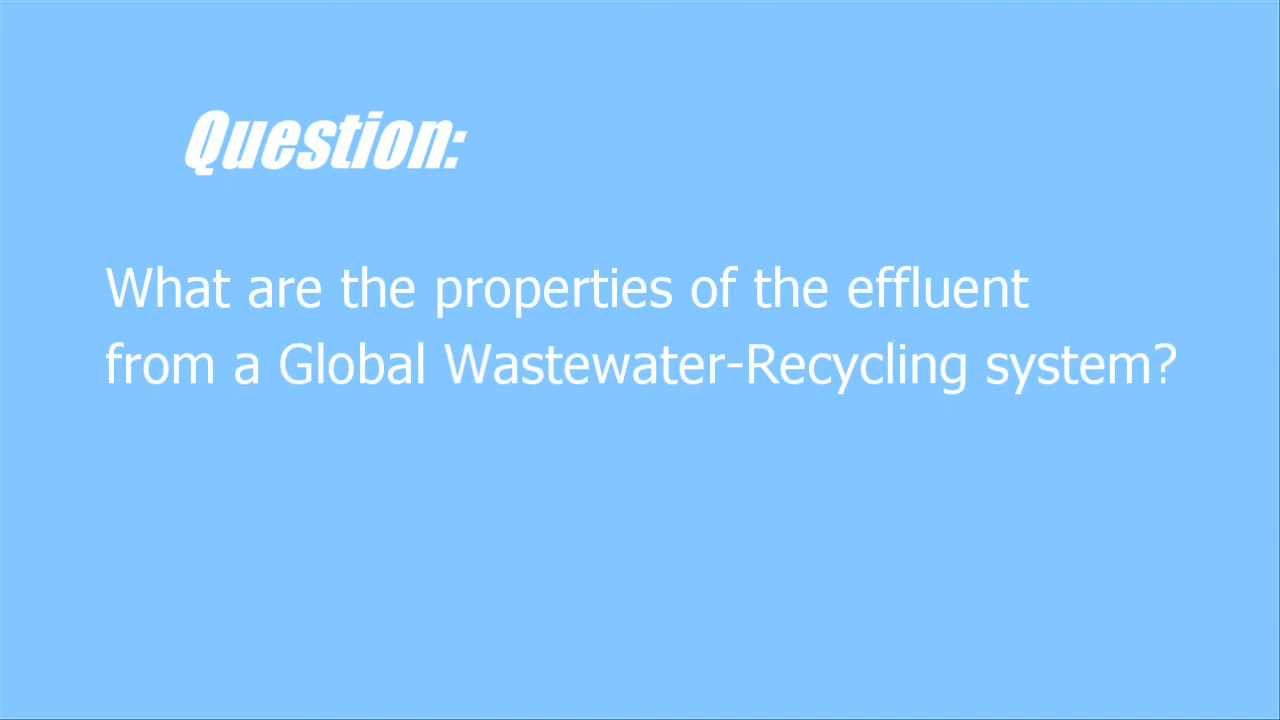 Question:
What are the properties of the effluent
from a Global Wastewater-Recycling system?